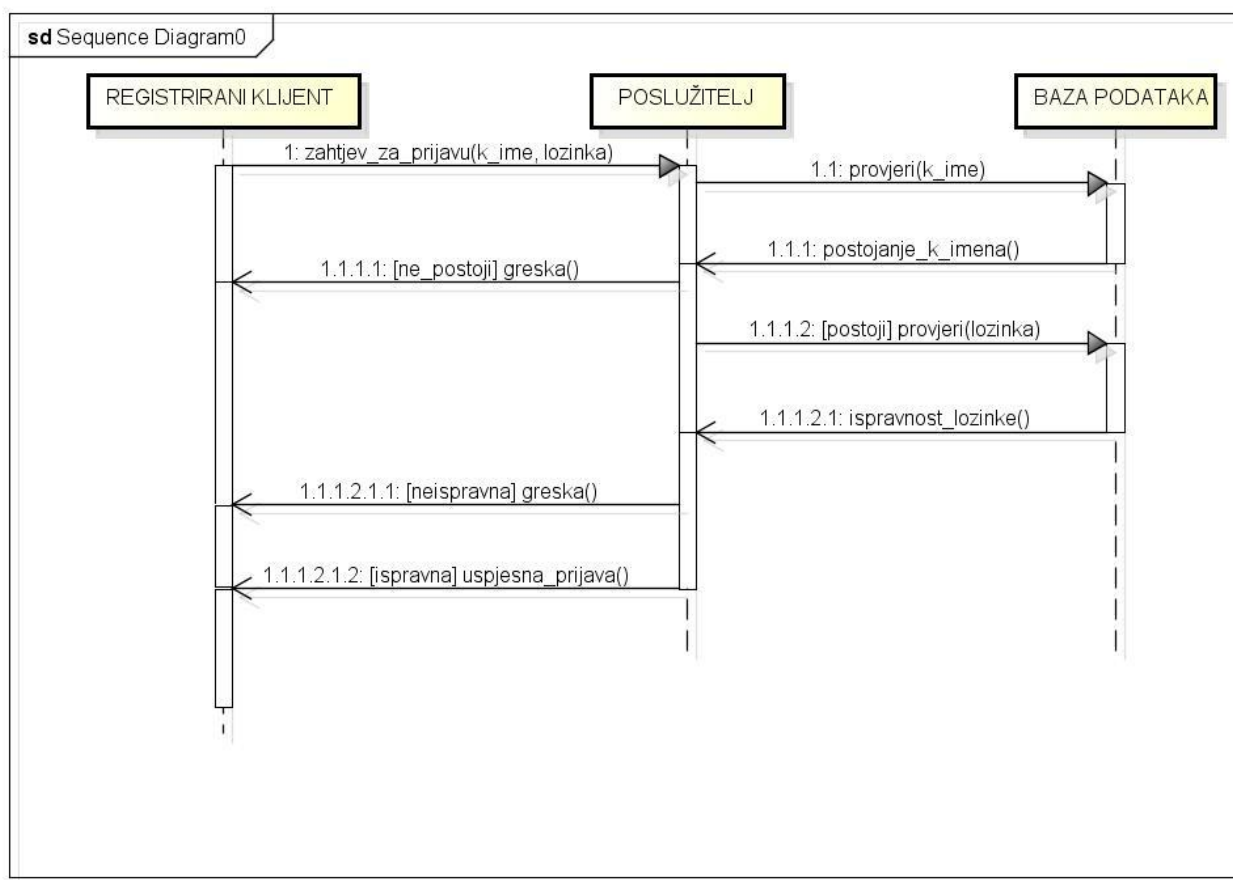 sd Sequence Diagram0
REGISTRIRANI KLIJENT
POSLUŽITELJ
BAZA PODATAKA
1: zahtjev_za_prijavu(k_ime, lozinka)
1.1: provjeri(k_ime)
1.1.1: postojanje_k_imena()
1.1.1.1: [ne_postoji] greska()
1.1.1.2: [postoji] provjeri(lozinka)
1.1.1.2.1: ispravnost_lozinke()
1.1.1.2.1.1: [neispravna] greska()
1.1.1.2.1.2: [ispravna] uspjesna_prijava()